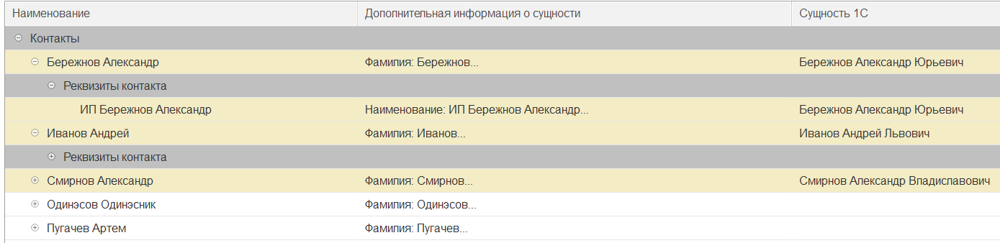 Наименование Дополнительная информация о сущности Сущность 1С
Контакты
Бережнов Александр Фамилия: Бережнов... Бережнов Александр Юрьевич
Реквизиты контакта
ИП Бережнов Александр Наименование: ИП Бережнов Александр... Бережнов Александр Юрьевич
Иванов Андрей Фамилия: Иванов... Иванов Андрей Львович
Реквизиты контакта
Смирнов Александр Фамилия: Смирнов... Смирнов Александр Владиславович
Одинэсов Одинэсник Фамилия: Одинэсов...
Пугачев Артем Фамилия: Пугачев...